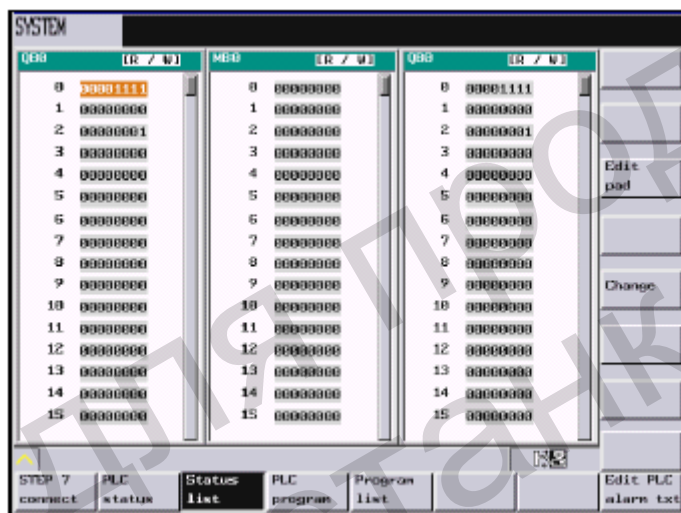 SYSTEM
QB0 [R / W] MB0 [R / W] QB0 [R / W]
0 00001111 0 00000000 0 00001111
1 00000000 1 00000000 1 00000000
2 00000001 2 00000000 2 00000001
3 00000000 3 00000000 3 00000000
4 00000000 4 00000000 4 00000000
5 00000000 5 00000000 5 00000000
6 00000000 6 00000000 6 00000000
7 00000000 7 00000000 7 00000000
8 00000000 8 00000000 8 00000000
9 00000000 9 00000000 9 00000000
10 00000000 10 00000000 10 00000000
11 00000000 11 00000000 11 00000000
12 00000000 12 00000000 12 00000000
13 00000000 13 00000000 13 00000000
14 00000000 14 00000000 14 00000000
15 00000000 15 00000000 15 00000000
Edit
pad
Change
STEP 7
connect
PLC
status
Status
list
PLC
program
Program
list
Edit PLC
alarm txt
для прод
станк